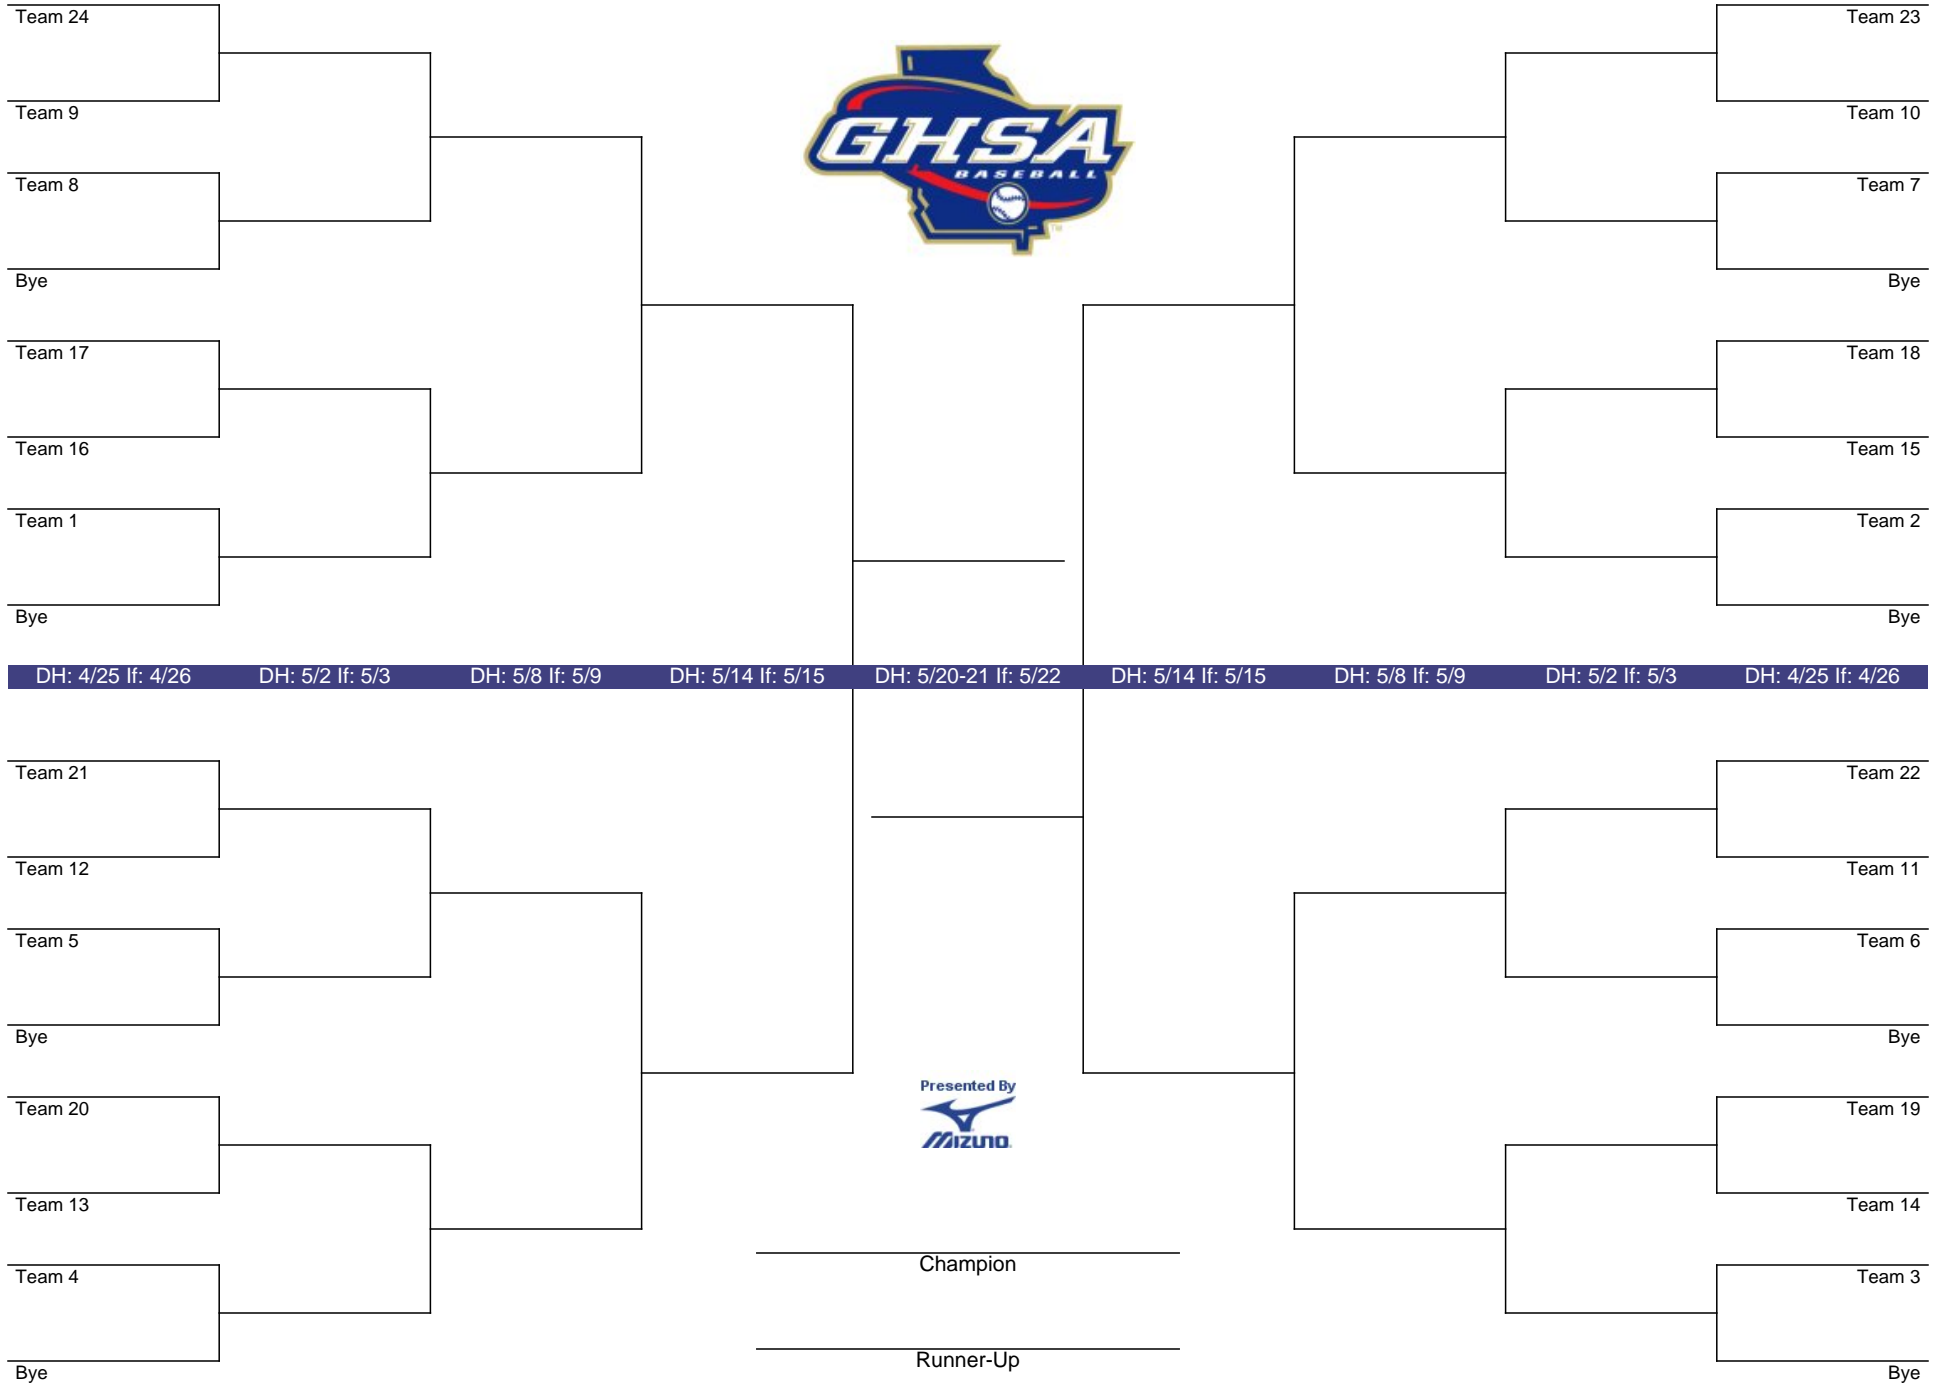 Team 24
Team 9
Team 8
Bye
Team 17
Team 16
Team 1
Bye
GHSA
BASEBALL
TM
Team 23
Team 10
Team 7
Bye
Team 18
Team 15
Team 2
Bye
DH: 4/25 If: 4/26 DH: 5/2 If: 5/3 DH: 5/8 If: 5/9 DH: 5/14 If: 5/15 DH: 5/20-21 If: 5/22 DH: 5/14 If: 5/15 DH: 5/8 If: 5/9 DH: 5/2 If: 5/3 DH: 4/25 If: 4/26
Team 21
Team 12
Team 5
Bye
Team 20
Team 13
Team 4
Bye
Presented By
MIZUNO
Champion
Runner-Up
Team 22
Team 11
Team 6
Bye
Team 19
Team 14
Team 3
Bye